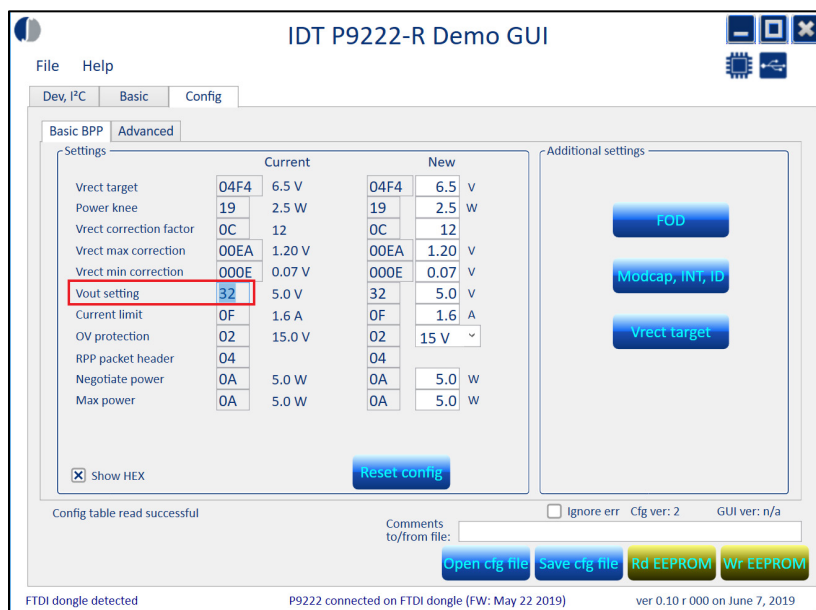 IDT P9222-R Demo GUI
File Help
Dev, I²C Basic Config
Basic BPP Advanced
Settings
Additional settings
Current New
Vrect target 04F4 6.5 V 04F4 6.5 V
Power knee 19 2.5 W 19 2.5 W
Vrect correction factor 0C 12 0C 12
Vrect max correction 00EA 1.20 V 00EA 1.20 V
Vrect min correction 000E 0.07 V 000E 0.07 V
Vout setting 32 5.0 V 32 5.0 V
Current limit 0F 1.6 A 0F 1.6 A
OV protection 02 15.0 V 02 15 V
RPP packet header 04 04
Negotiate power 0A 5.0 W 0A 5.0 W
Max power 0A 5.0 W 0A 5.0 W
FOD
Modcap, INT, ID
Vrect target
Show HEX
Reset config
Config table read successful
Ignore err Cfg ver: 2 GUI ver: n/a
Comments
to/from file:
Open cfg file Save cfg file Rd EEPROM Wr EEPROM
FTDI dongle detected P9222 connected on FTDI dongle (FW: May 22 2019) ver 0.10 r 000 on June 7, 2019